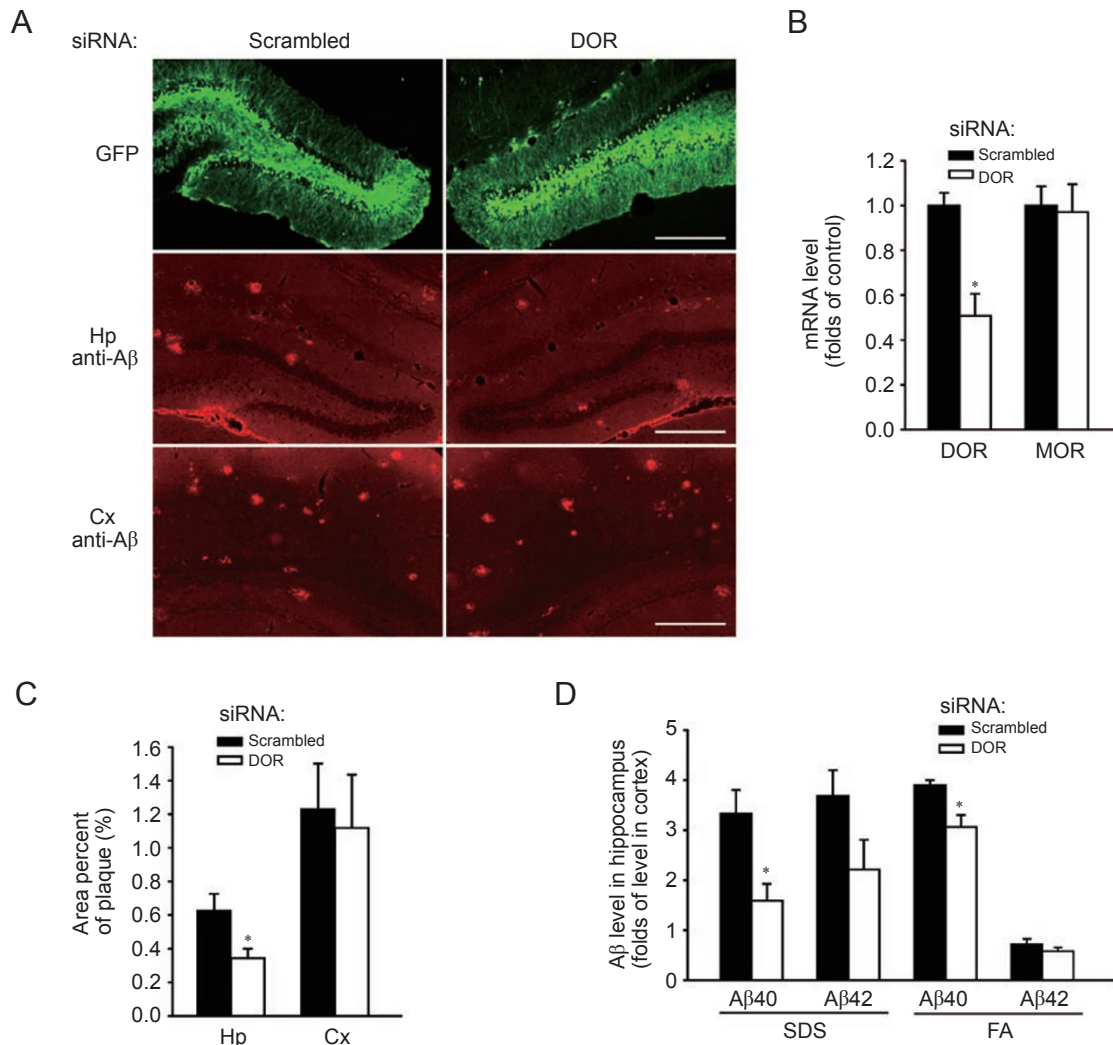 A
siRNA:
Scrambled
DOR
GFP
Hp
anti-Aβ
Cx
anti-Aβ
B
siRNA:
Scrambled
DOR
mRNA level
(folds of control)
1.2
1.0
0.8
0.6
0.4
0.2
0.0
*
DOR
MOR
C
siRNA:
Scrambled
DOR
Area percent
of plaque (%)
1.6
1.4
1.2
1.0
0.8
0.6
0.4
0.2
0.0
*
Hp
Cx
D
siRNA:
Scrambled
DOR
Aβ level in hippocampus
(folds of level in cortex)
5
4
3
2
1
0
*
*
Aβ40
Aβ42
Aβ40
Aβ42
SDS
FA